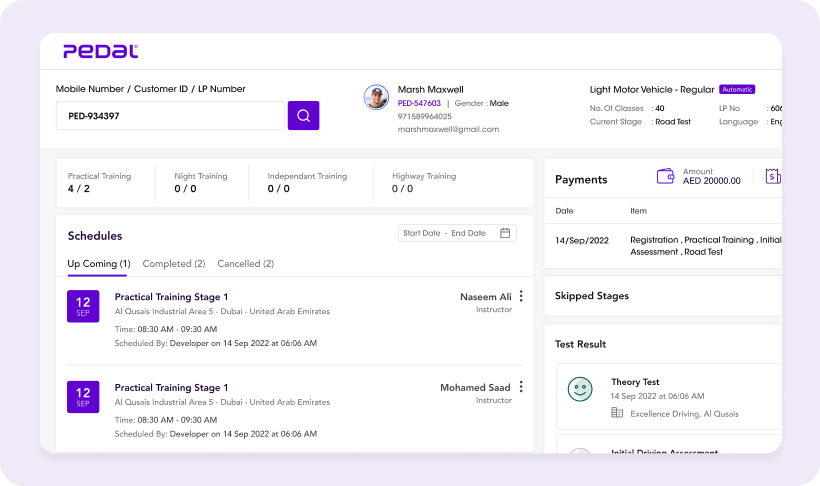 PEDAL
Mobile Number / Customer ID / LP Number
PED-934397
Marsh Maxwell
PED-547603 | Gender : Male
971589964025
marshmaxwell@gmail.com
Light Motor Vehicle - Regular Automatic
No. Of Classes : 40 LP No : 606
Current Stage : Road Test Language : Eng
Practical Training Night Training Independant Training Highway Training
4 / 2 0 / 0 0 / 0 0 / 0
Schedules
Start Date - End Date
Up Coming (1) Completed (2) Cancelled (2)
12
SEP
Practical Training Stage 1
Al Qusais Industrial Area 5 - Dubai - United Arab Emirates
Time: 08:30 AM - 09:30 AM
Scheduled By: Developer on 14 Sep 2022 at 06:06 AM
Naseem Ali
Instructor
12
SEP
Practical Training Stage 1
Al Qusais Industrial Area 5 - Dubai - United Arab Emirates
Time: 08:30 AM - 09:30 AM
Scheduled By: Developer on 14 Sep 2022 at 06:06 AM
Mohamed Saad
Instructor
Payments
Amount
AED 20000.00
Date Item
14/Sep/2022
Registration , Practical Training , Initial
Assessment , Road Test
Skipped Stages
Test Result
Theory Test
14 Sep 2022 at 06:06 AM
Excellence Driving, Al Qusais
Initial Driving Assessment